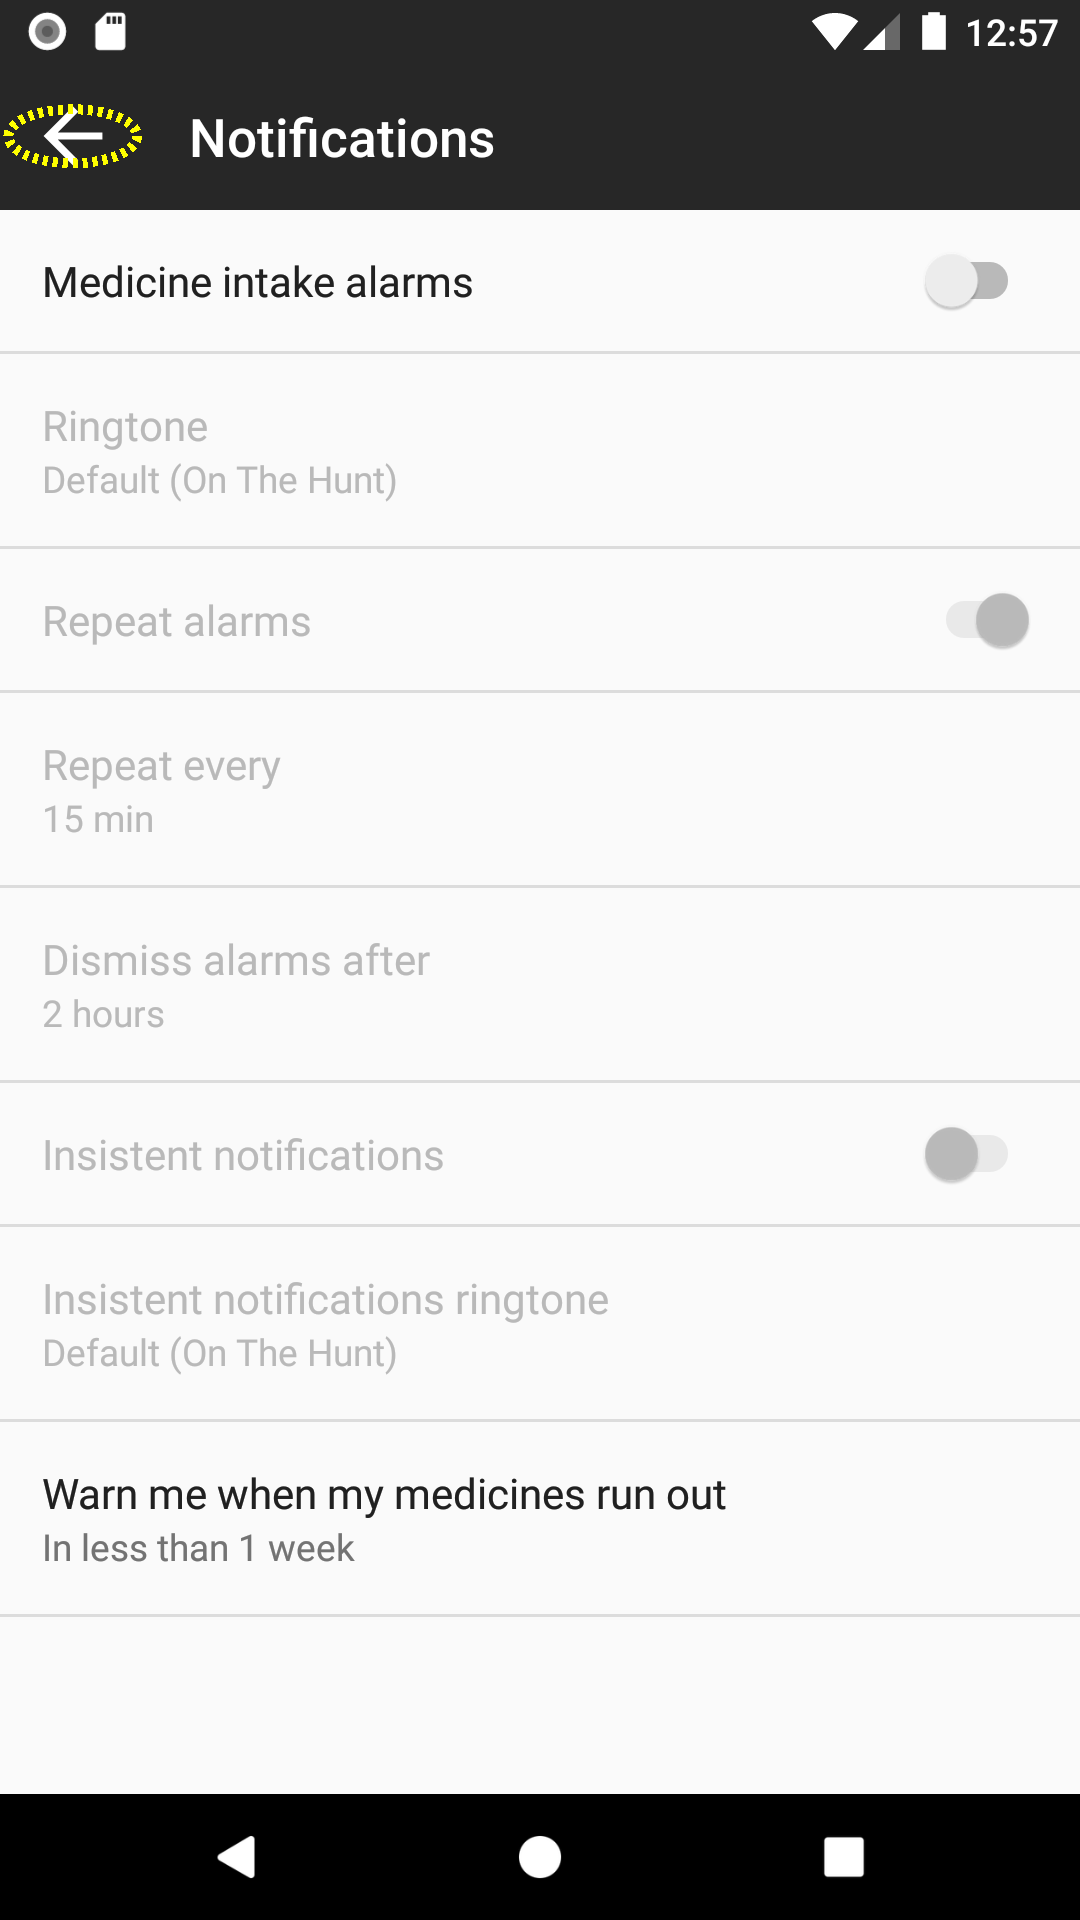 12:57
Notifications
Medicine intake alarms
Ringtone
Default (On The Hunt)
Repeat alarms
Repeat every
15 min
Dismiss alarms after
2 hours
Insistent notifications
Insistent notifications ringtone
Default (On The Hunt)
Warn me when my medicines run out
In less than 1 week